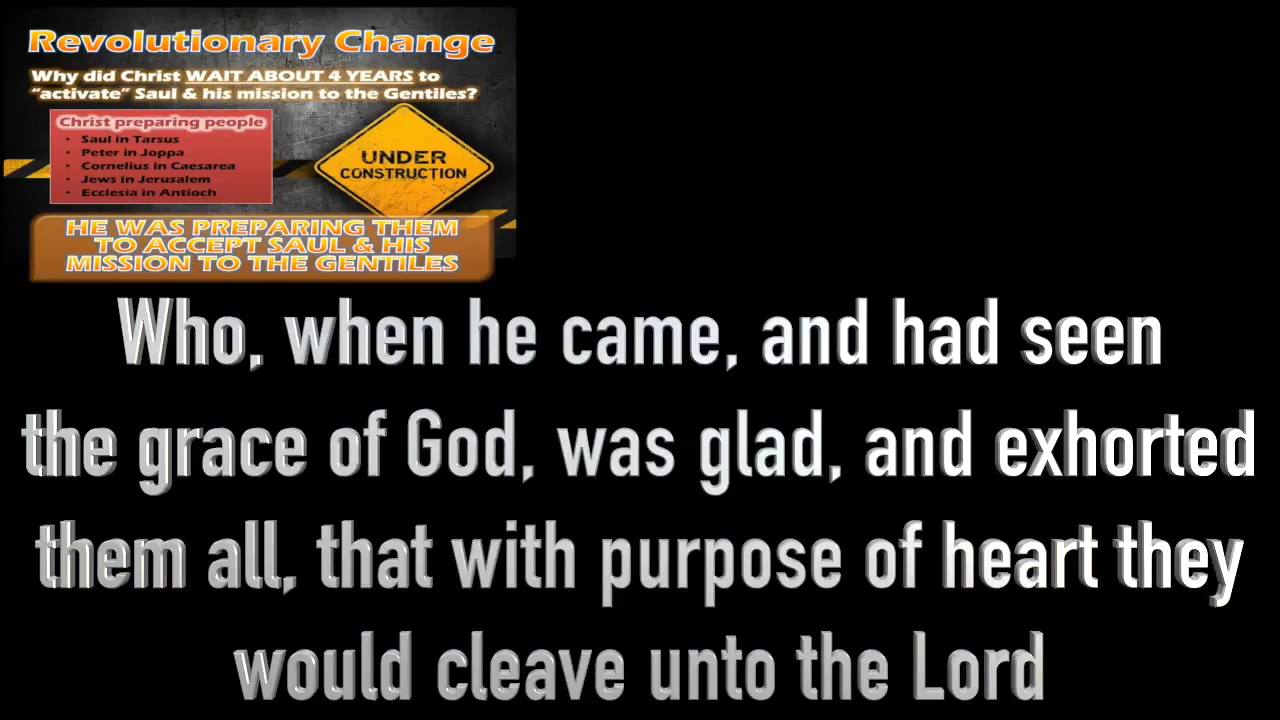 Revolutionary Change
Why did Christ WAIT ABOUT 4 YEARS to
“activate” Saul & his mission to the Gentiles?
Christ preparing people
• Saul in Tarsus
• Peter in Joppa
• Cornelius in Caesarea
• Jews in Jerusalem
• Ecclesia in Antioch
UNDER
CONSTRUCTION
HE WAS PREPARING THEM
TO ACCEPT SAUL & HIS
MISSION TO THE GENTILES
Who, when he came, and had seen
the grace of God, was glad, and exhorted
them all, that with purpose of heart they
would cleave unto the Lord